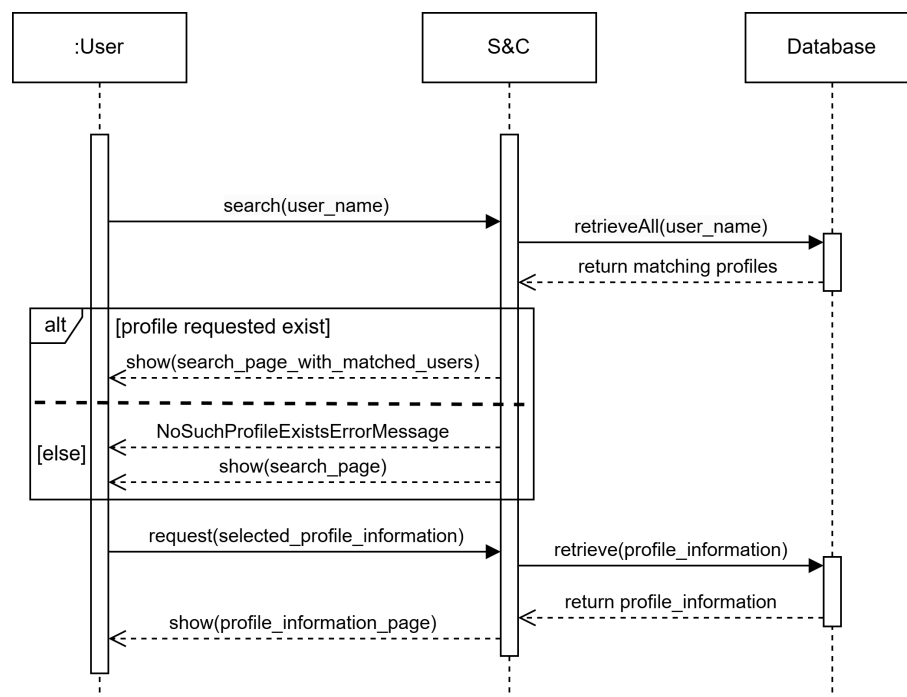 :User
S&C
Database
search(user_name)
retrieveAll(user_name)
return matching profiles
alt
[profile requested exist]
show(search_page_with_matched_users)
NoSuchProfileExistsErrorMessage
[else]
show(search_page)
request(selected_profile_information)
retrieve(profile_information)
return profile_information
show(profile_information_page)